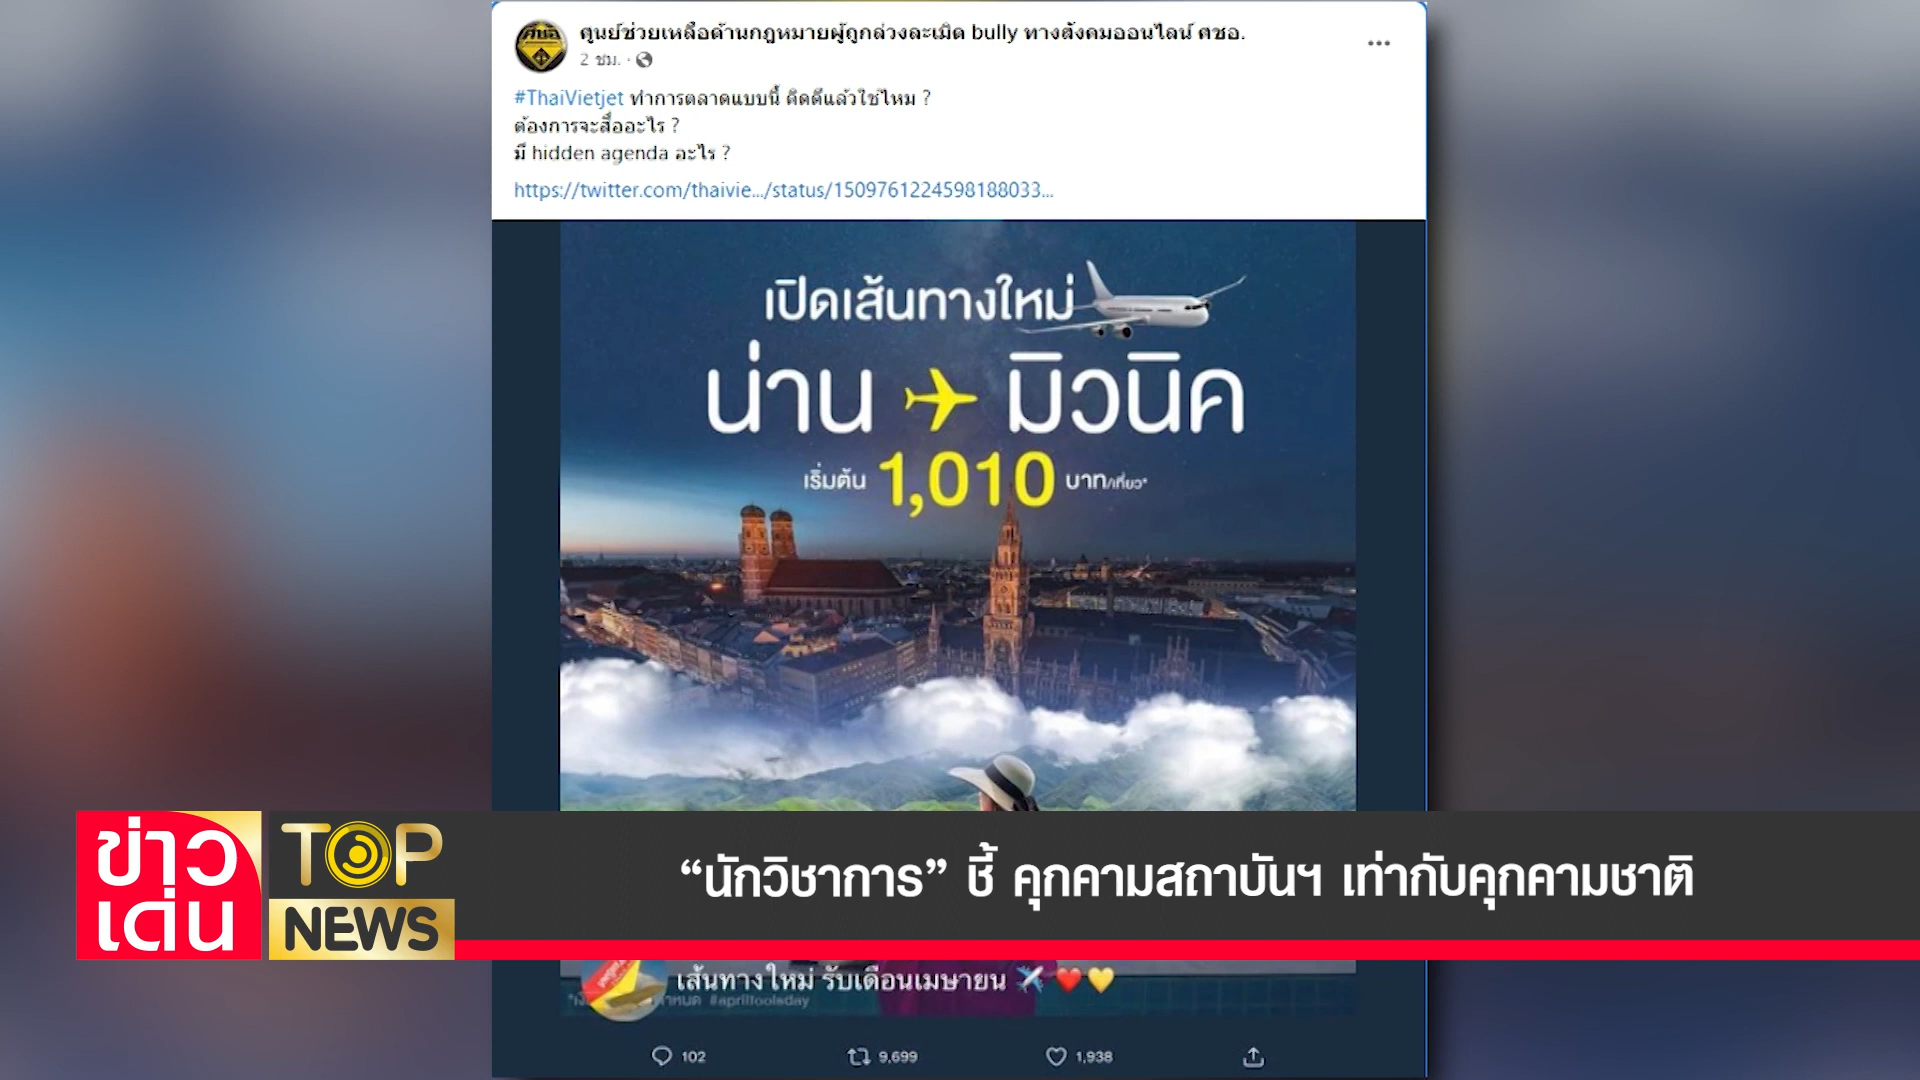 ศชอ
ศูนย์ช่วยเหลือด้านกฎหมายผู้ถูกล่วงละเมิด bully ทางสังคมออนไลน์ ศชอ.
2 ชม. ·
#ThaiVietjet ทำการตลาดแบบนี้ คิดดีแล้วใช่ไหม ?
ต้องการจะสื่ออะไร ?
มี hidden agenda อะไร ?
https://twitter.com/thaivie.../status/1509761224598188033...
เปิดเส้นทางใหม่
น่าน มิวนิค
เริ่มต้น 1,010 บาท/เที่ยว*
ข่าวเด่น
TOP NEWS
“นักวิชาการ” ชี้ คุกคามสถาบันฯ เท่ากับคุกคามชาติ
เส้นทางใหม่ รับเดือนเมษายน ✈️ ❤️💛
#aprilfoolsday
102 9,699 1,938